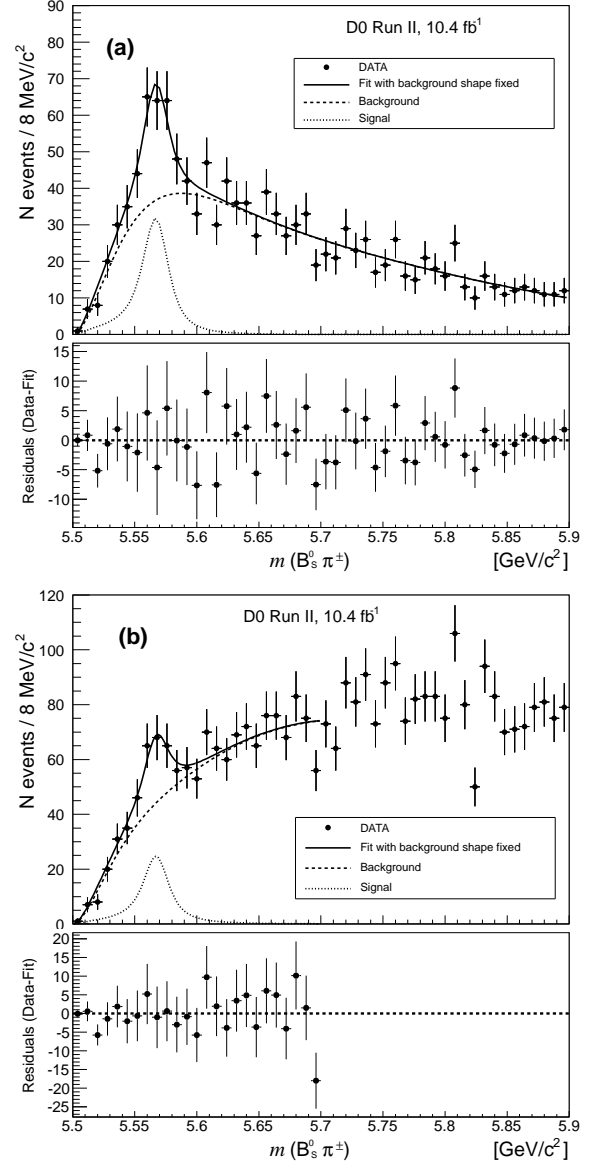 D0 Run II, 10.4 fb⁻¹
(a)
DATA
Fit with background shape fixed
Background
Signal
N events / 8 MeV/c²
90
80
70
60
50
40
30
20
10
0
Residuals (Data-Fit)
15
10
5
0
-5
-10
5.5 5.55 5.6 5.65 5.7 5.75 5.8 5.85 5.9
m (B⁰ₛ π±) [GeV/c²]
(b)
D0 Run II, 10.4 fb⁻¹
N events / 8 MeV/c²
120
100
80
60
40
20
0
DATA
Fit with background shape fixed
Background
Signal
Residuals (Data-Fit)
20
15
10
5
0
-5
-10
-15
-20
-25
5.5 5.55 5.6 5.65 5.7 5.75 5.8 5.85 5.9
m (B⁰ₛ π±) [GeV/c²]